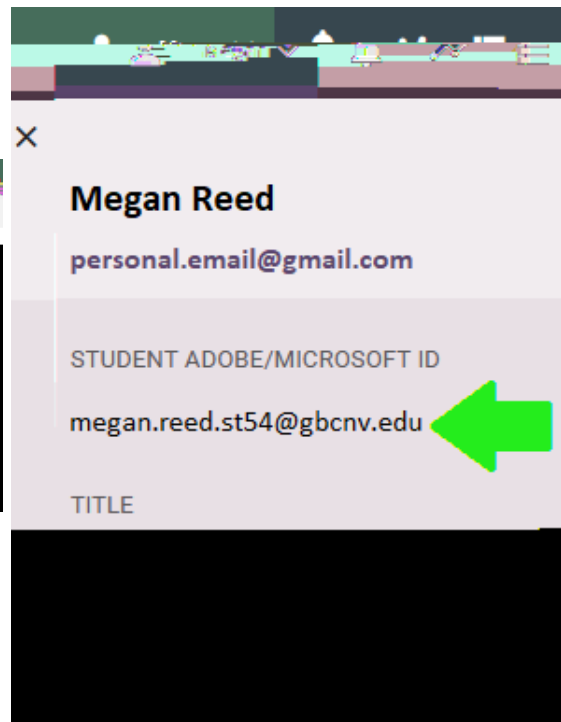 Megan Reed
personal.email@gmail.com
STUDENT ADOBE/MICROSOFT ID
megan.reed.st54@gbcnv.edu
TITLE